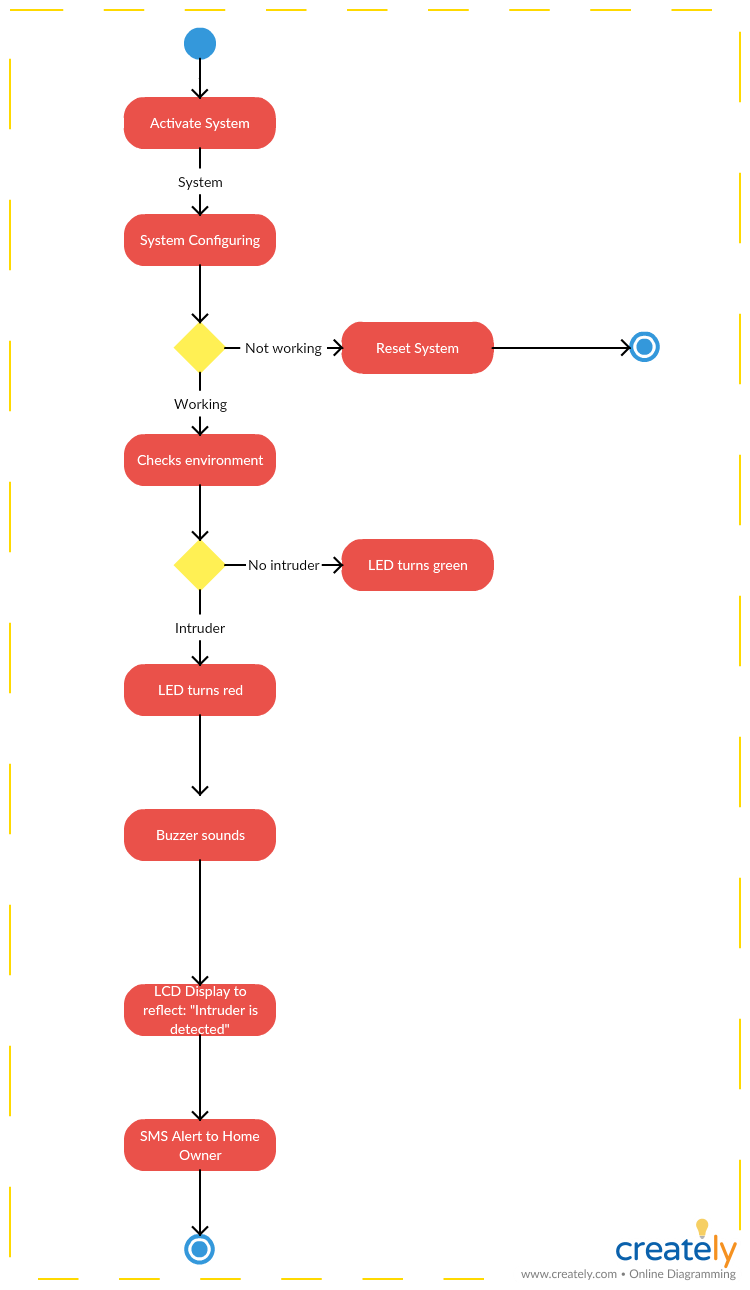 Activate System
System
System Configuring
Not working
Reset System
Working
Checks environment
No intruder
LED turns green
Intruder
LED turns red
Buzzer sounds
LCD Display to
reflect: "Intruder is
detected"
SMS Alert to Home
Owner
creately
www.creately.com • Online Diagramming